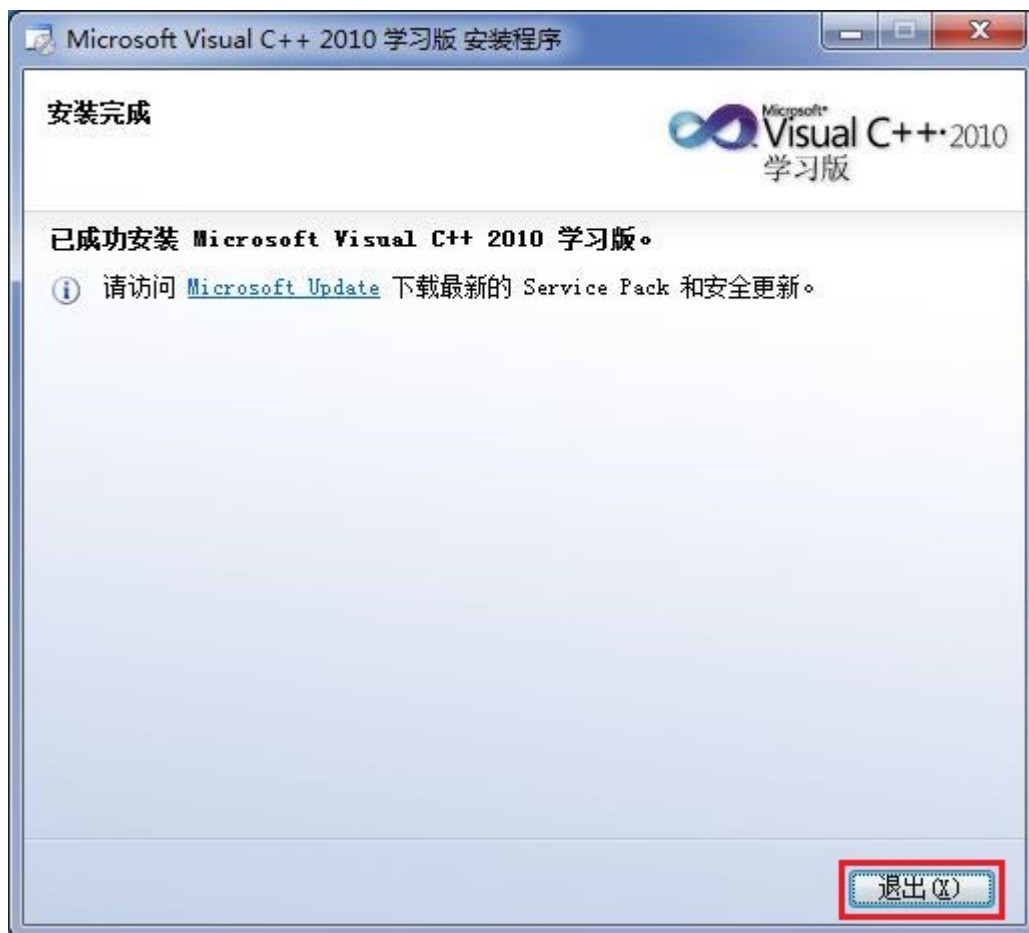 Microsoft Visual C++ 2010 学习版 安装程序
安装完成
Microsoft
Visual C++ 2010
学习版
已成功安装 Microsoft Visual C++ 2010 学习版。
请访问 Microsoft Update 下载最新的 Service Pack 和安全更新。
退出(X)